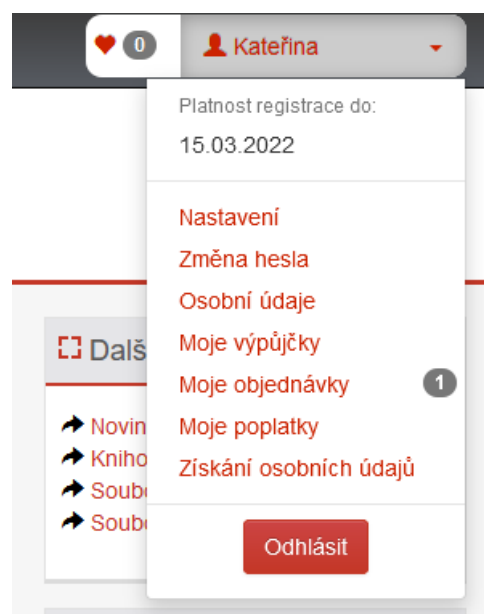 0 Kateřina
Platnost registrace do:
15.03.2022
Nastavení
Změna hesla
Osobní údaje
Moje výpůjčky
Moje objednávky 1
Moje poplatky
Získání osobních údajů
Odhlásit
Dalš
Novin
Kniho
Soub
Soub